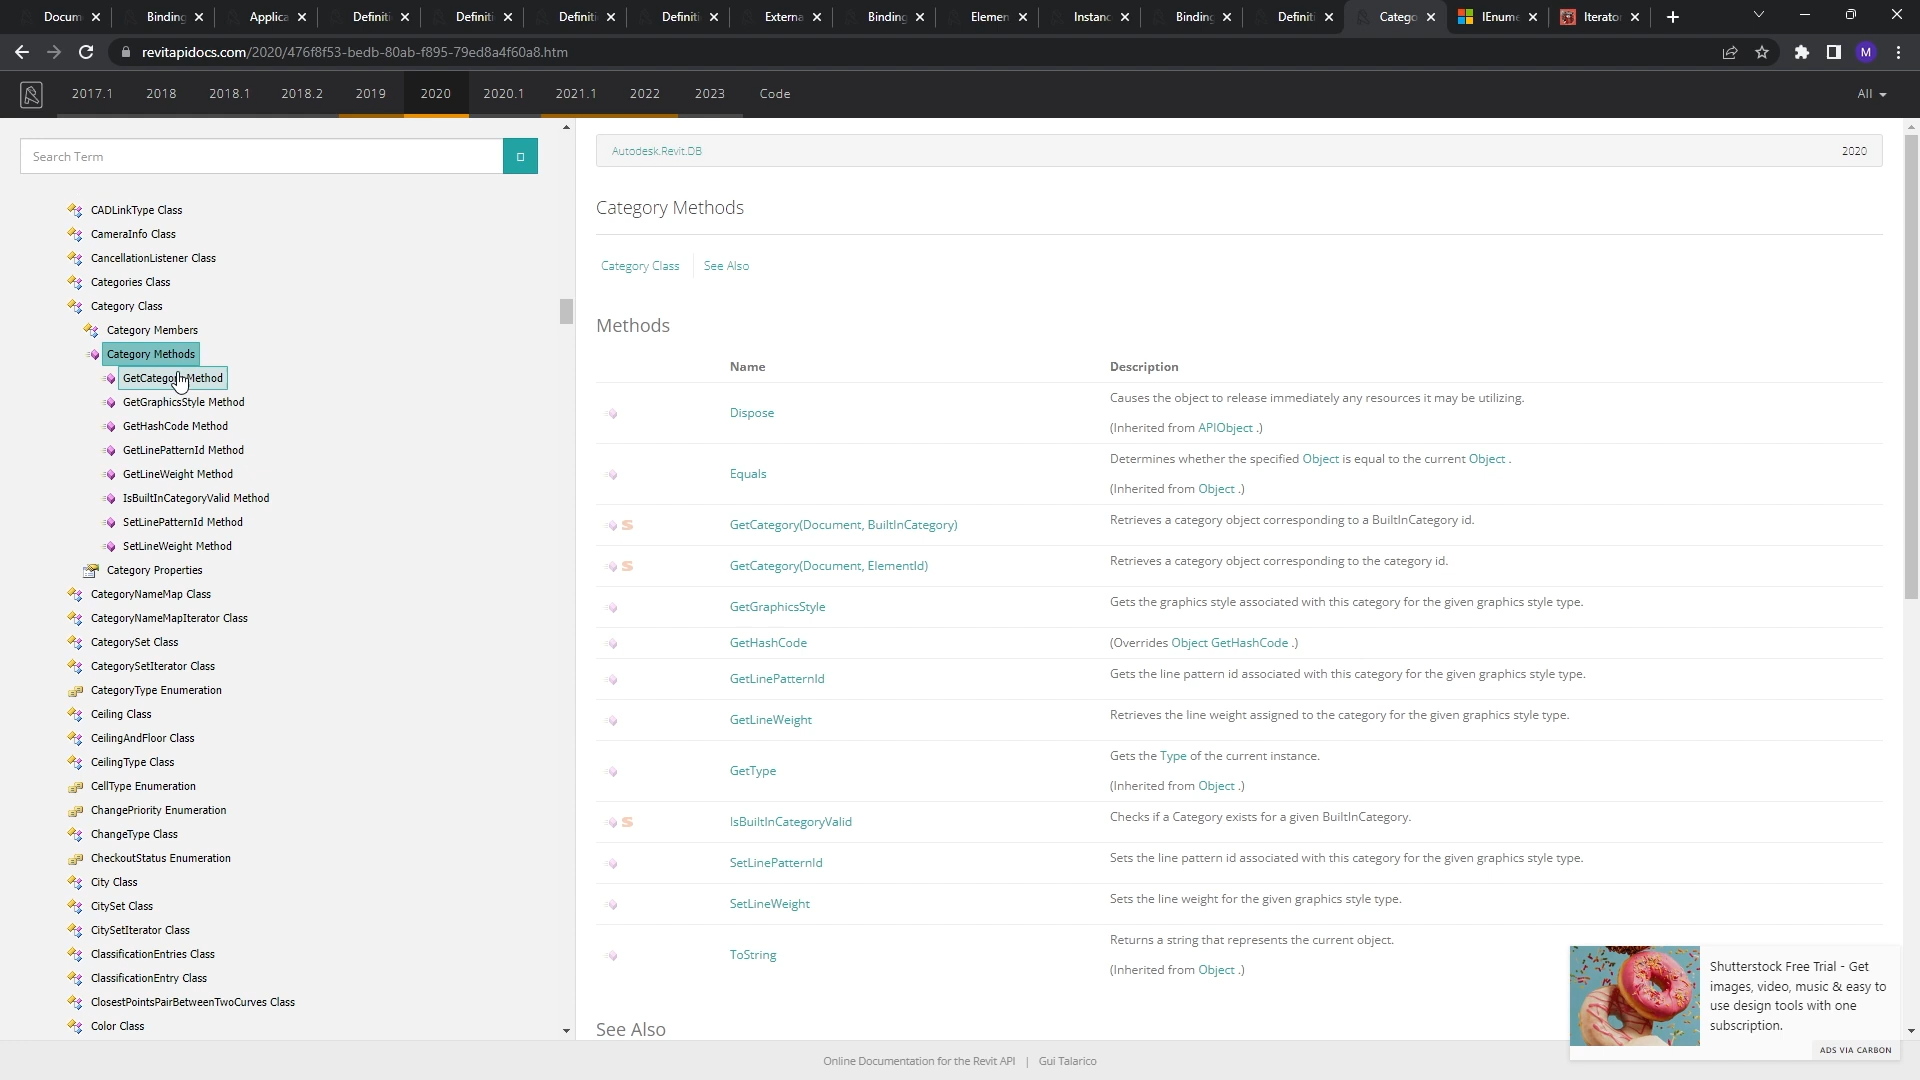 Docum
Binding
Applica
Definiti
Definiti
Definiti
Definiti
Externa
Binding
Elemen
Instanc
Binding
Definiti
Catego
IEnume
Iterato
revitapidocs.com/2020/476f8f53-bedb-80ab-f895-79ed8a4f60a8.htm
M
2017.1
2018
2018.1
2018.2
2019
2020
2020.1
2021.1
2022
2023
Code
All
Search Term
CADLinkType Class
CameraInfo Class
CancellationListener Class
Categories Class
Category Class
Category Members
Category Methods
GetCategory Method
GetGraphicsStyle Method
GetHashCode Method
GetLinePatternId Method
GetLineWeight Method
IsBuiltInCategoryValid Method
SetLinePatternId Method
SetLineWeight Method
Category Properties
CategoryNameMap Class
CategoryNameMapIterator Class
CategorySet Class
CategorySetIterator Class
CategoryType Enumeration
Ceiling Class
CeilingAndFloor Class
CeilingType Class
CellType Enumeration
ChangePriority Enumeration
ChangeType Class
CheckoutStatus Enumeration
City Class
CitySet Class
CitySetIterator Class
ClassificationEntries Class
ClassificationEntry Class
ClosestPointsPairBetweenTwoCurves Class
Color Class
Autodesk.Revit.DB
2020
Category Methods
Category Class
See Also
Methods
Name Description
Dispose Causes the object to release immediately any resources it may be utilizing.
(Inherited from APIObject .)
Equals Determines whether the specified Object is equal to the current Object .
(Inherited from Object .)
S GetCategory(Document, BuiltInCategory) Retrieves a category object corresponding to a BuiltInCategory id.
S GetCategory(Document, ElementId) Retrieves a category object corresponding to the category id.
GetGraphicsStyle Gets the graphics style associated with this category for the given graphics style type.
GetHashCode (Overrides Object GetHashCode .)
GetLinePatternId Gets the line pattern id associated with this category for the given graphics style type.
GetLineWeight Retrieves the line weight assigned to the category for the given graphics style type.
GetType Gets the Type of the current instance.
(Inherited from Object .)
S IsBuiltInCategoryValid Checks if a Category exists for a given BuiltInCategory.
SetLinePatternId Sets the line pattern id associated with this category for the given graphics style type.
SetLineWeight Sets the line weight for the given graphics style type.
ToString Returns a string that represents the current object.
(Inherited from Object .)
See Also
Shutterstock Free Trial - Get
images, video, music & easy to
use design tools with one
subscription.
ADS VIA CARBON
Online Documentation for the Revit API | Gui Talarico